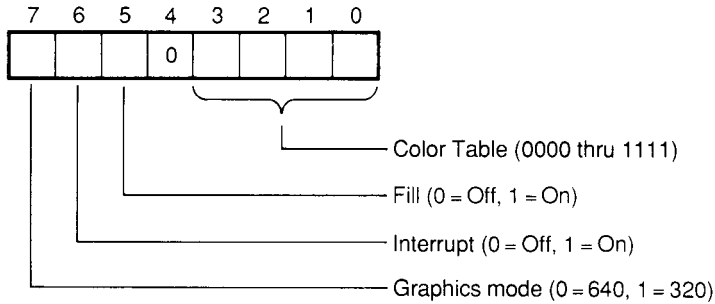 7 6 5 4 3 2 1 0
0
Color Table (0000 thru 1111)
Fill (0 = Off, 1 = On)
Interrupt (0 = Off, 1 = On)
Graphics mode (0 = 640, 1 = 320)